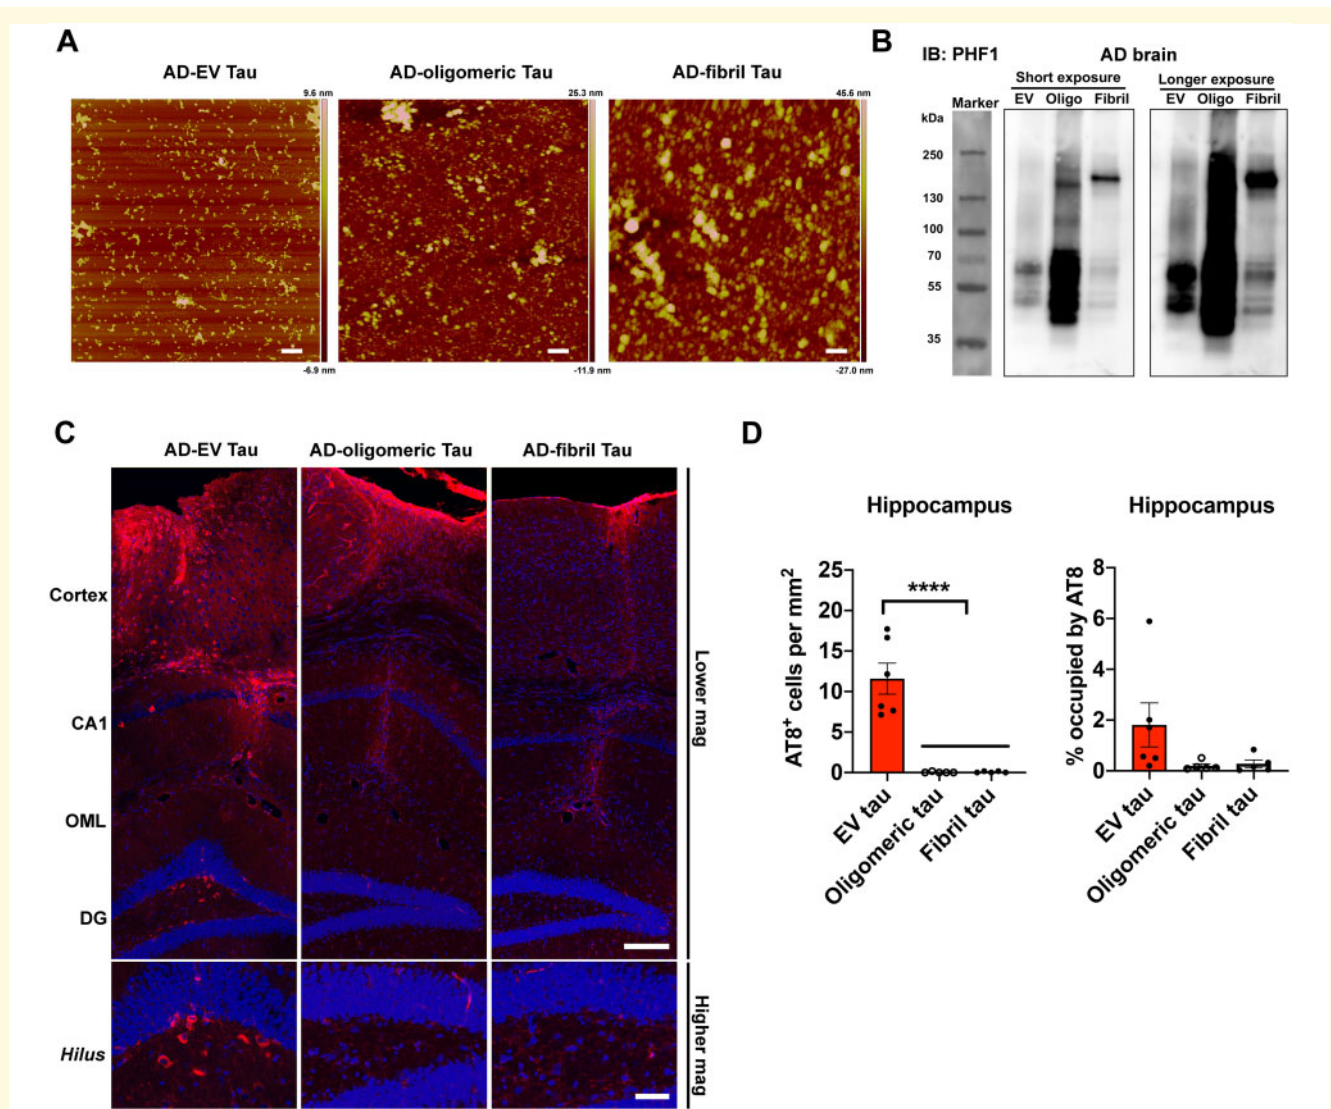 A
AD-EV Tau
AD-oligomeric Tau
AD-fibril Tau
9.6 nm
25.3 nm
45.6 nm
-6.9 nm
-11.9 nm
-27.0 nm
B
IB: PHF1
AD brain
Short exposure
Longer exposure
Marker
EV Oligo Fibril
EV Oligo Fibril
kDa
250
130
100
70
55
35
C
AD-EV Tau
AD-oligomeric Tau
AD-fibril Tau
Cortex
CA1
OML
DG
Hilus
Lower mag
Higher mag
D
Hippocampus
AT8⁺ cells per mm²
25
20
15
10
5
0
****
EV tau
Oligomeric tau
Fibril tau
Hippocampus
% occupied by AT8
8
6
4
2
0
EV tau
Oligomeric tau
Fibril tau